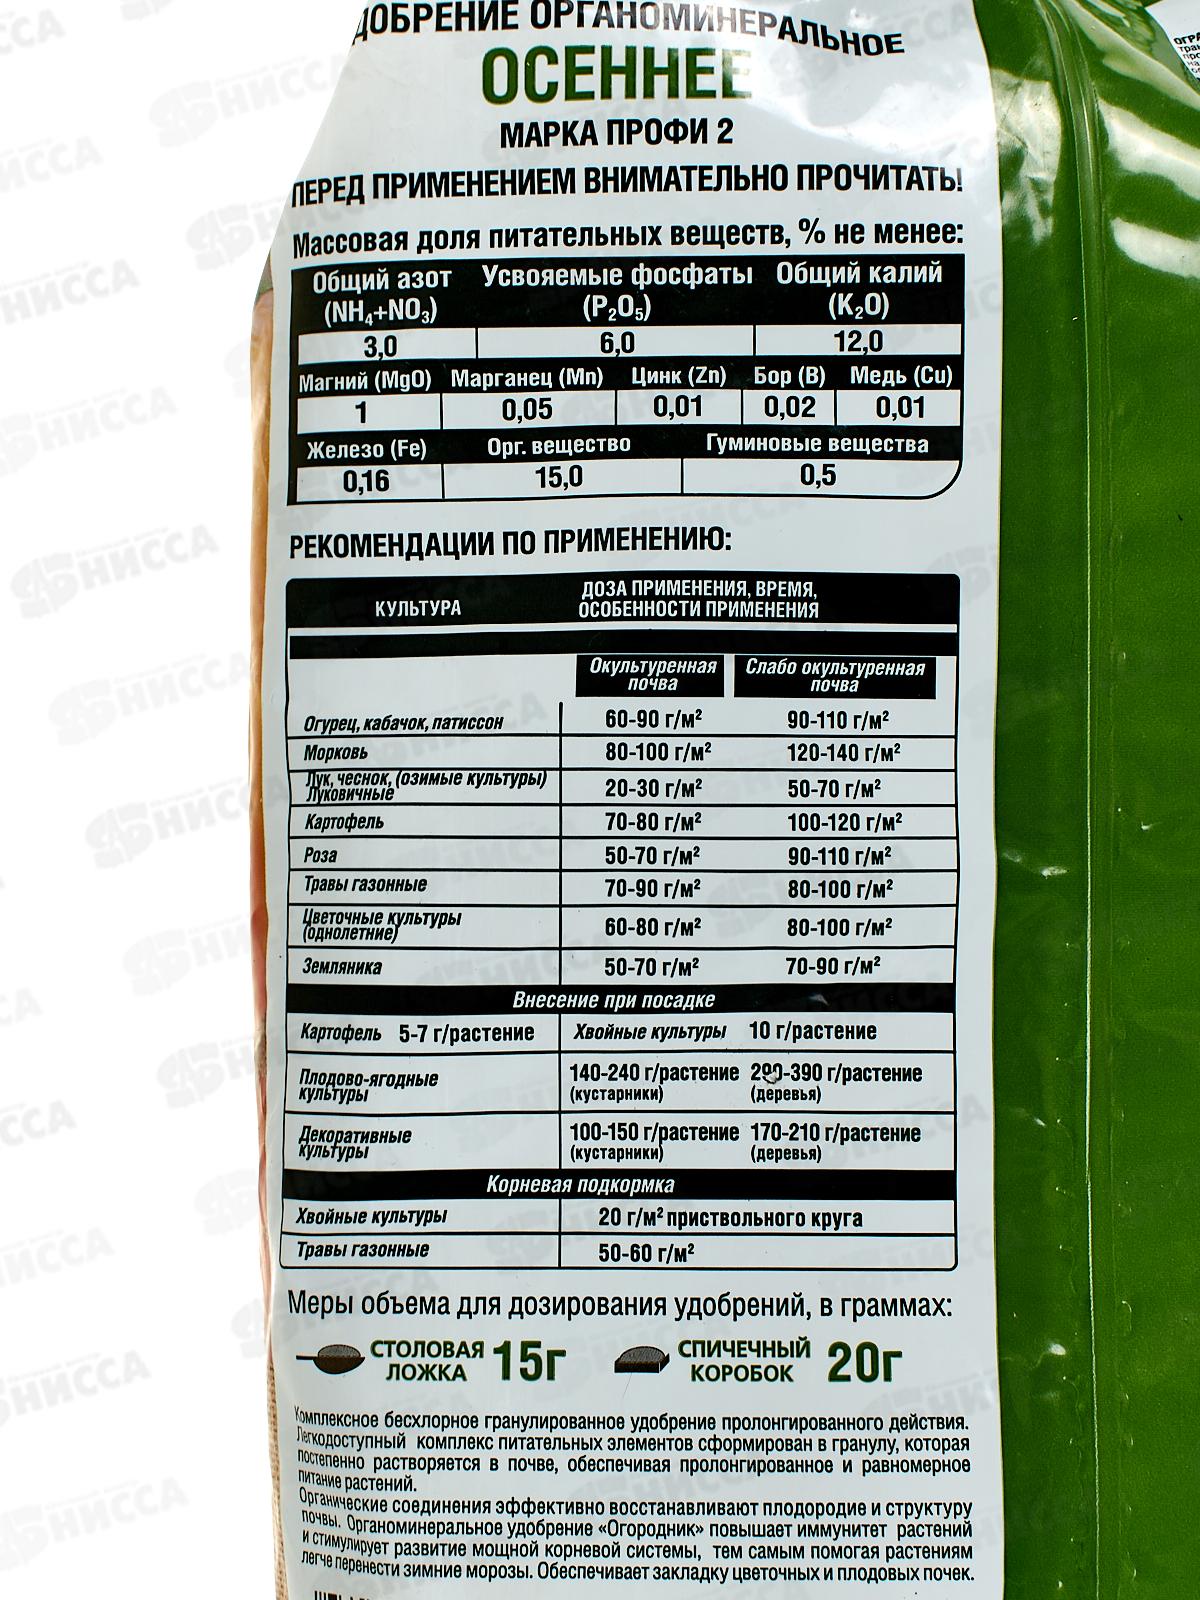 ДОБРЕНИЕ ОРГАНОМИНЕРАЛЬНОЕ
ОСЕННЕЕ
МАРКА ПРОФИ 2
ПЕРЕД ПРИМЕНЕНИЕМ ВНИМАТЕЛЬНО ПРОЧИТАТЬ!
Массовая доля питательных веществ, % не менее:
Общий азот (NH4+NO3) Усвояемые фосфаты (P2O5) Общий калий (K2O)
3,0 6,0 12,0
Магний (MgO) Марганец (Mn) Цинк (Zn) Бор (B) Медь (Cu)
1 0,05 0,01 0,02 0,01
Железо (Fe) Орг. вещество Гуминовые вещества
0,16 15,0 0,5
РЕКОМЕНДАЦИИ ПО ПРИМЕНЕНИЮ:
КУЛЬТУРА ДОЗА ПРИМЕНЕНИЯ, ВРЕМЯ, ОСОБЕННОСТИ ПРИМЕНЕНИЯ
Окультуренная почва Слабо окультуренная почва
Огурец, кабачок, патиссон 60-90 г/м² 90-110 г/м²
Морковь 80-100 г/м² 120-140 г/м²
Лук, чеснок, (озимые культуры) Луковичные 20-30 г/м² 50-70 г/м²
Картофель 70-80 г/м² 100-120 г/м²
Роза 50-70 г/м² 90-110 г/м²
Травы газонные 70-90 г/м² 80-100 г/м²
Цветочные культуры (однолетние) 60-80 г/м² 80-100 г/м²
Земляника 50-70 г/м² 70-90 г/м²
Внесение при посадке
Картофель 5-7 г/растение Хвойные культуры 10 г/растение
Плодово-ягодные культуры 140-240 г/растение (кустарники) 290-390 г/растение (деревья)
Декоративные культуры 100-150 г/растение (кустарники) 170-210 г/растение (деревья)
Корневая подкормка
Хвойные культуры 20 г/м² приствольного круга
Травы газонные 50-60 г/м²
Меры объема для дозирования удобрений, в граммах:
СТОЛОВАЯ ЛОЖКА 15г СПИЧЕЧНЫЙ КОРОБОК 20г
Комплексное бесхлорное гранулированное удобрение пролонгированного действия.
Легкодоступный комплекс питательных элементов сформирован в гранулу, которая
постепенно растворяется в почве, обеспечивая пролонгированное и равномерное
питание растений.
Органические соединения эффективно восстанавливают плодородие и структуру
почвы. Органоминеральное удобрение «Огородник» повышает иммунитет растений
и стимулирует развитие мощной корневой системы, тем самым помогая растениям
легче перенести зимние морозы. Обеспечивает закладку цветочных и плодовых почек.
НИССА